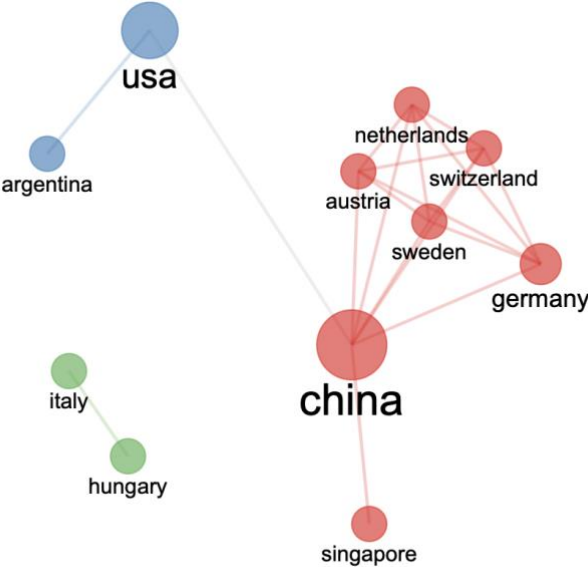 usa
argentina
netherlands
switzerland
austria
sweden
germany
china
italy
hungary
singapore